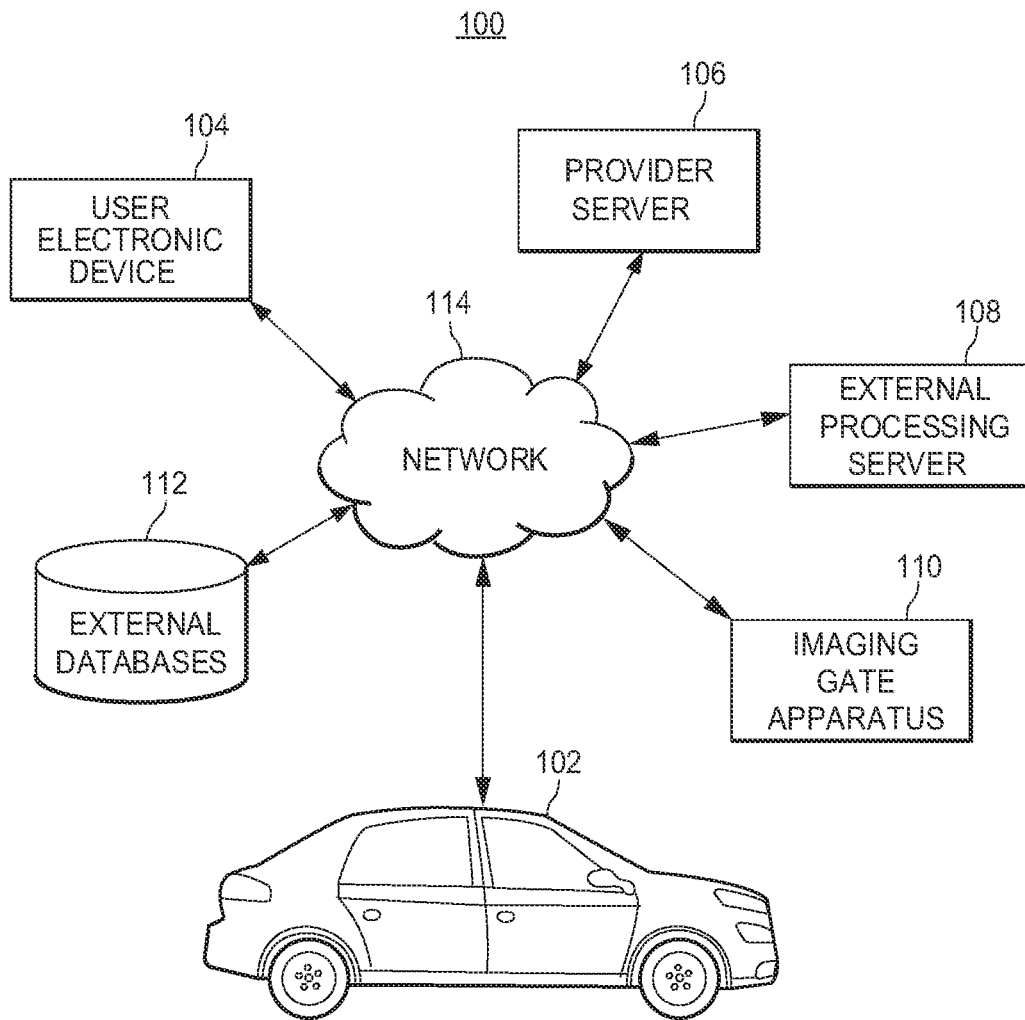 100
106
104
PROVIDER
SERVER
USER
ELECTRONIC
DEVICE
114
108
EXTERNAL
PROCESSING
SERVER
NETWORK
112
110
EXTERNAL
DATABASES
IMAGING
GATE
APPARATUS
102